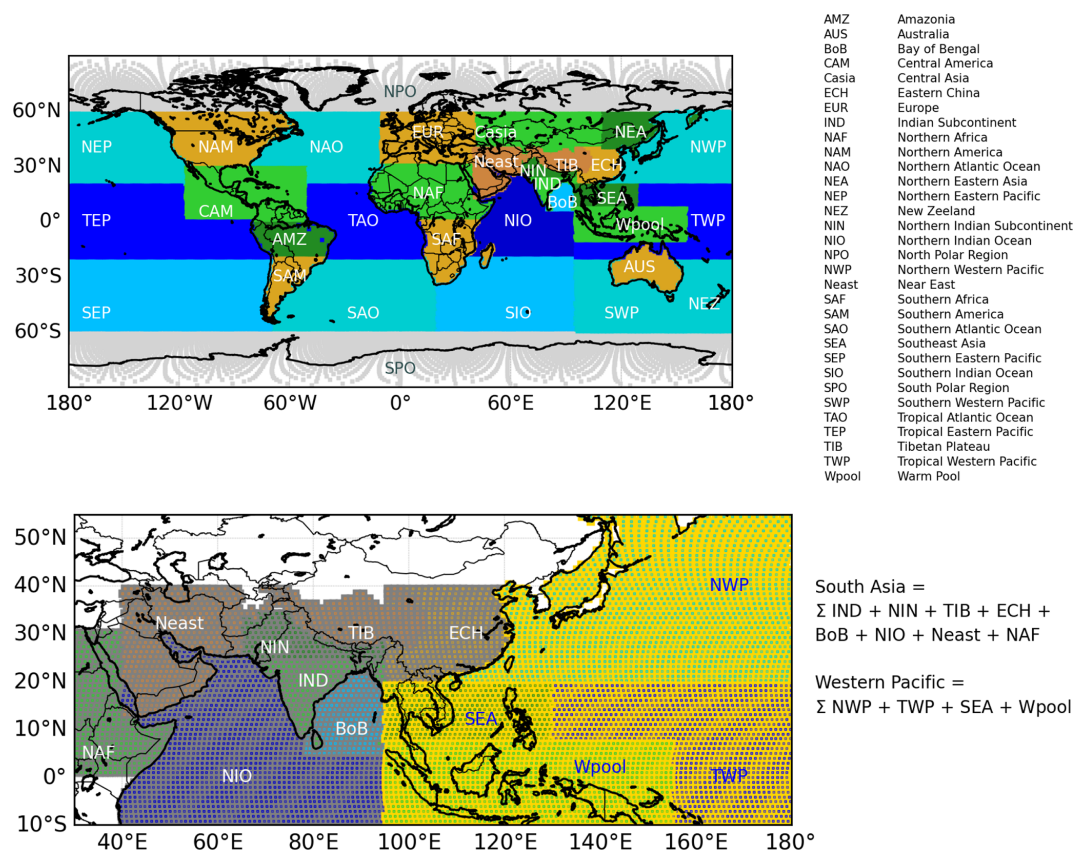 AMZ Amazonia
AUS Australia
BoB Bay of Bengal
CAM Central America
Casia Central Asia
ECH Eastern China
EUR Europe
IND Indian Subcontinent
NAF Northern Africa
NAM Northern America
NAO Northern Atlantic Ocean
NEA Northern Eastern Asia
NEP Northern Eastern Pacific
NEZ New Zeeland
NIN Northern Indian Subcontinent
NIO Northern Indian Ocean
NPO North Polar Region
NWP Northern Western Pacific
Neast Near East
SAF Southern Africa
SAM Southern America
SAO Southern Atlantic Ocean
SEA Southeast Asia
SEP Southern Eastern Pacific
SIO Southern Indian Ocean
SPO South Polar Region
SWP Southern Western Pacific
TAO Tropical Atlantic Ocean
TEP Tropical Eastern Pacific
TIB Tibetan Plateau
TWP Tropical Western Pacific
Wpool Warm Pool
NPO
60°N
NEP NAM NAO EUR Casia NEA NWP
30°N
Neast NIN TIB ECH
IND
NAF
BoB SEA
CAM
0°
TEP TAO NIO Wpool TWP
AMZ SAF
AUS
30°S
SAM
NEZ
SEP SAO SIO SWP
60°S
SPO
180° 120°W 60°W 0° 60°E 120°E 180°
50°N
40°N
NWP
30°N
Neast NIN TIB ECH
20°N
IND
10°N
BoB SEA
NAF
0°
NIO Wpool TWP
10°S
40°E 60°E 80°E 100°E 120°E 140°E 160°E 180°
South Asia =
Σ IND + NIN + TIB + ECH +
BoB + NIO + Neast + NAF
Western Pacific =
Σ NWP + TWP + SEA + Wpool